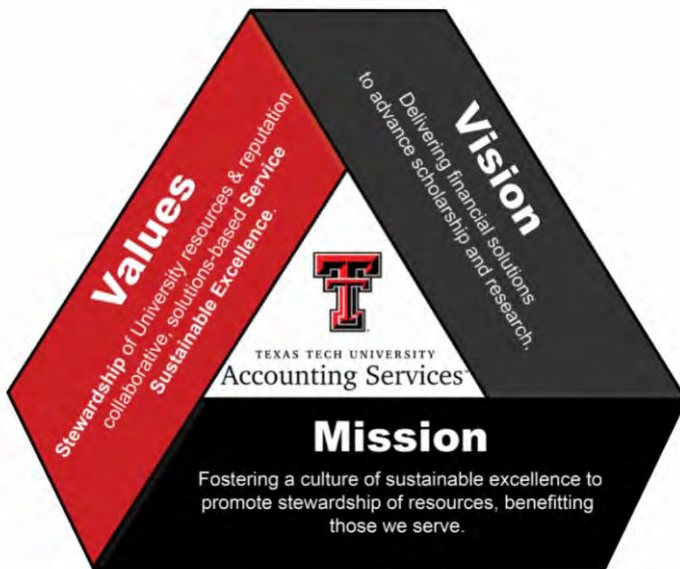 Values
Stewardship of University resources & reputation
collaborative, solutions-based Service
Sustainable Excellence.
Vision
Delivering financial solutions
to advance scholarship and research.
TEXAS TECH UNIVERSITY
Accounting Services™
Mission
Fostering a culture of sustainable excellence to
promote stewardship of resources, benefitting
those we serve.